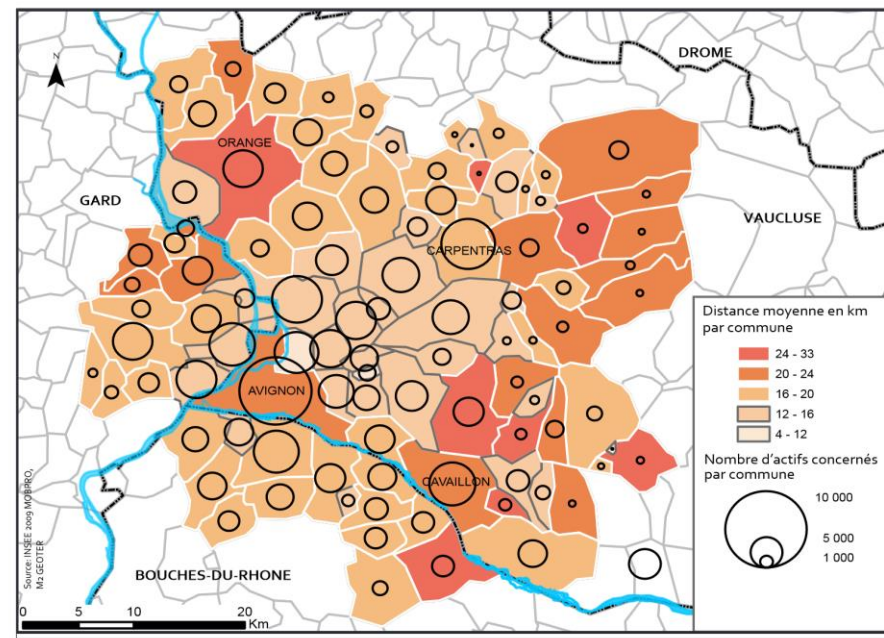 N
DROME
ORANGE
GARD
VAUCLUSE
CARPENTRAS
AVIGNON
CAVAILLON
BOUCHES-DU-RHONE
Source: INSEE 2009 MOBPRO,
M2 GEOTER
0 5 10 20
Km
Distance moyenne en km
par commune
24 - 33
20 - 24
16 - 20
12 - 16
4 - 12
Nombre d'actifs concernés
par commune
10 000
5 000
1 000